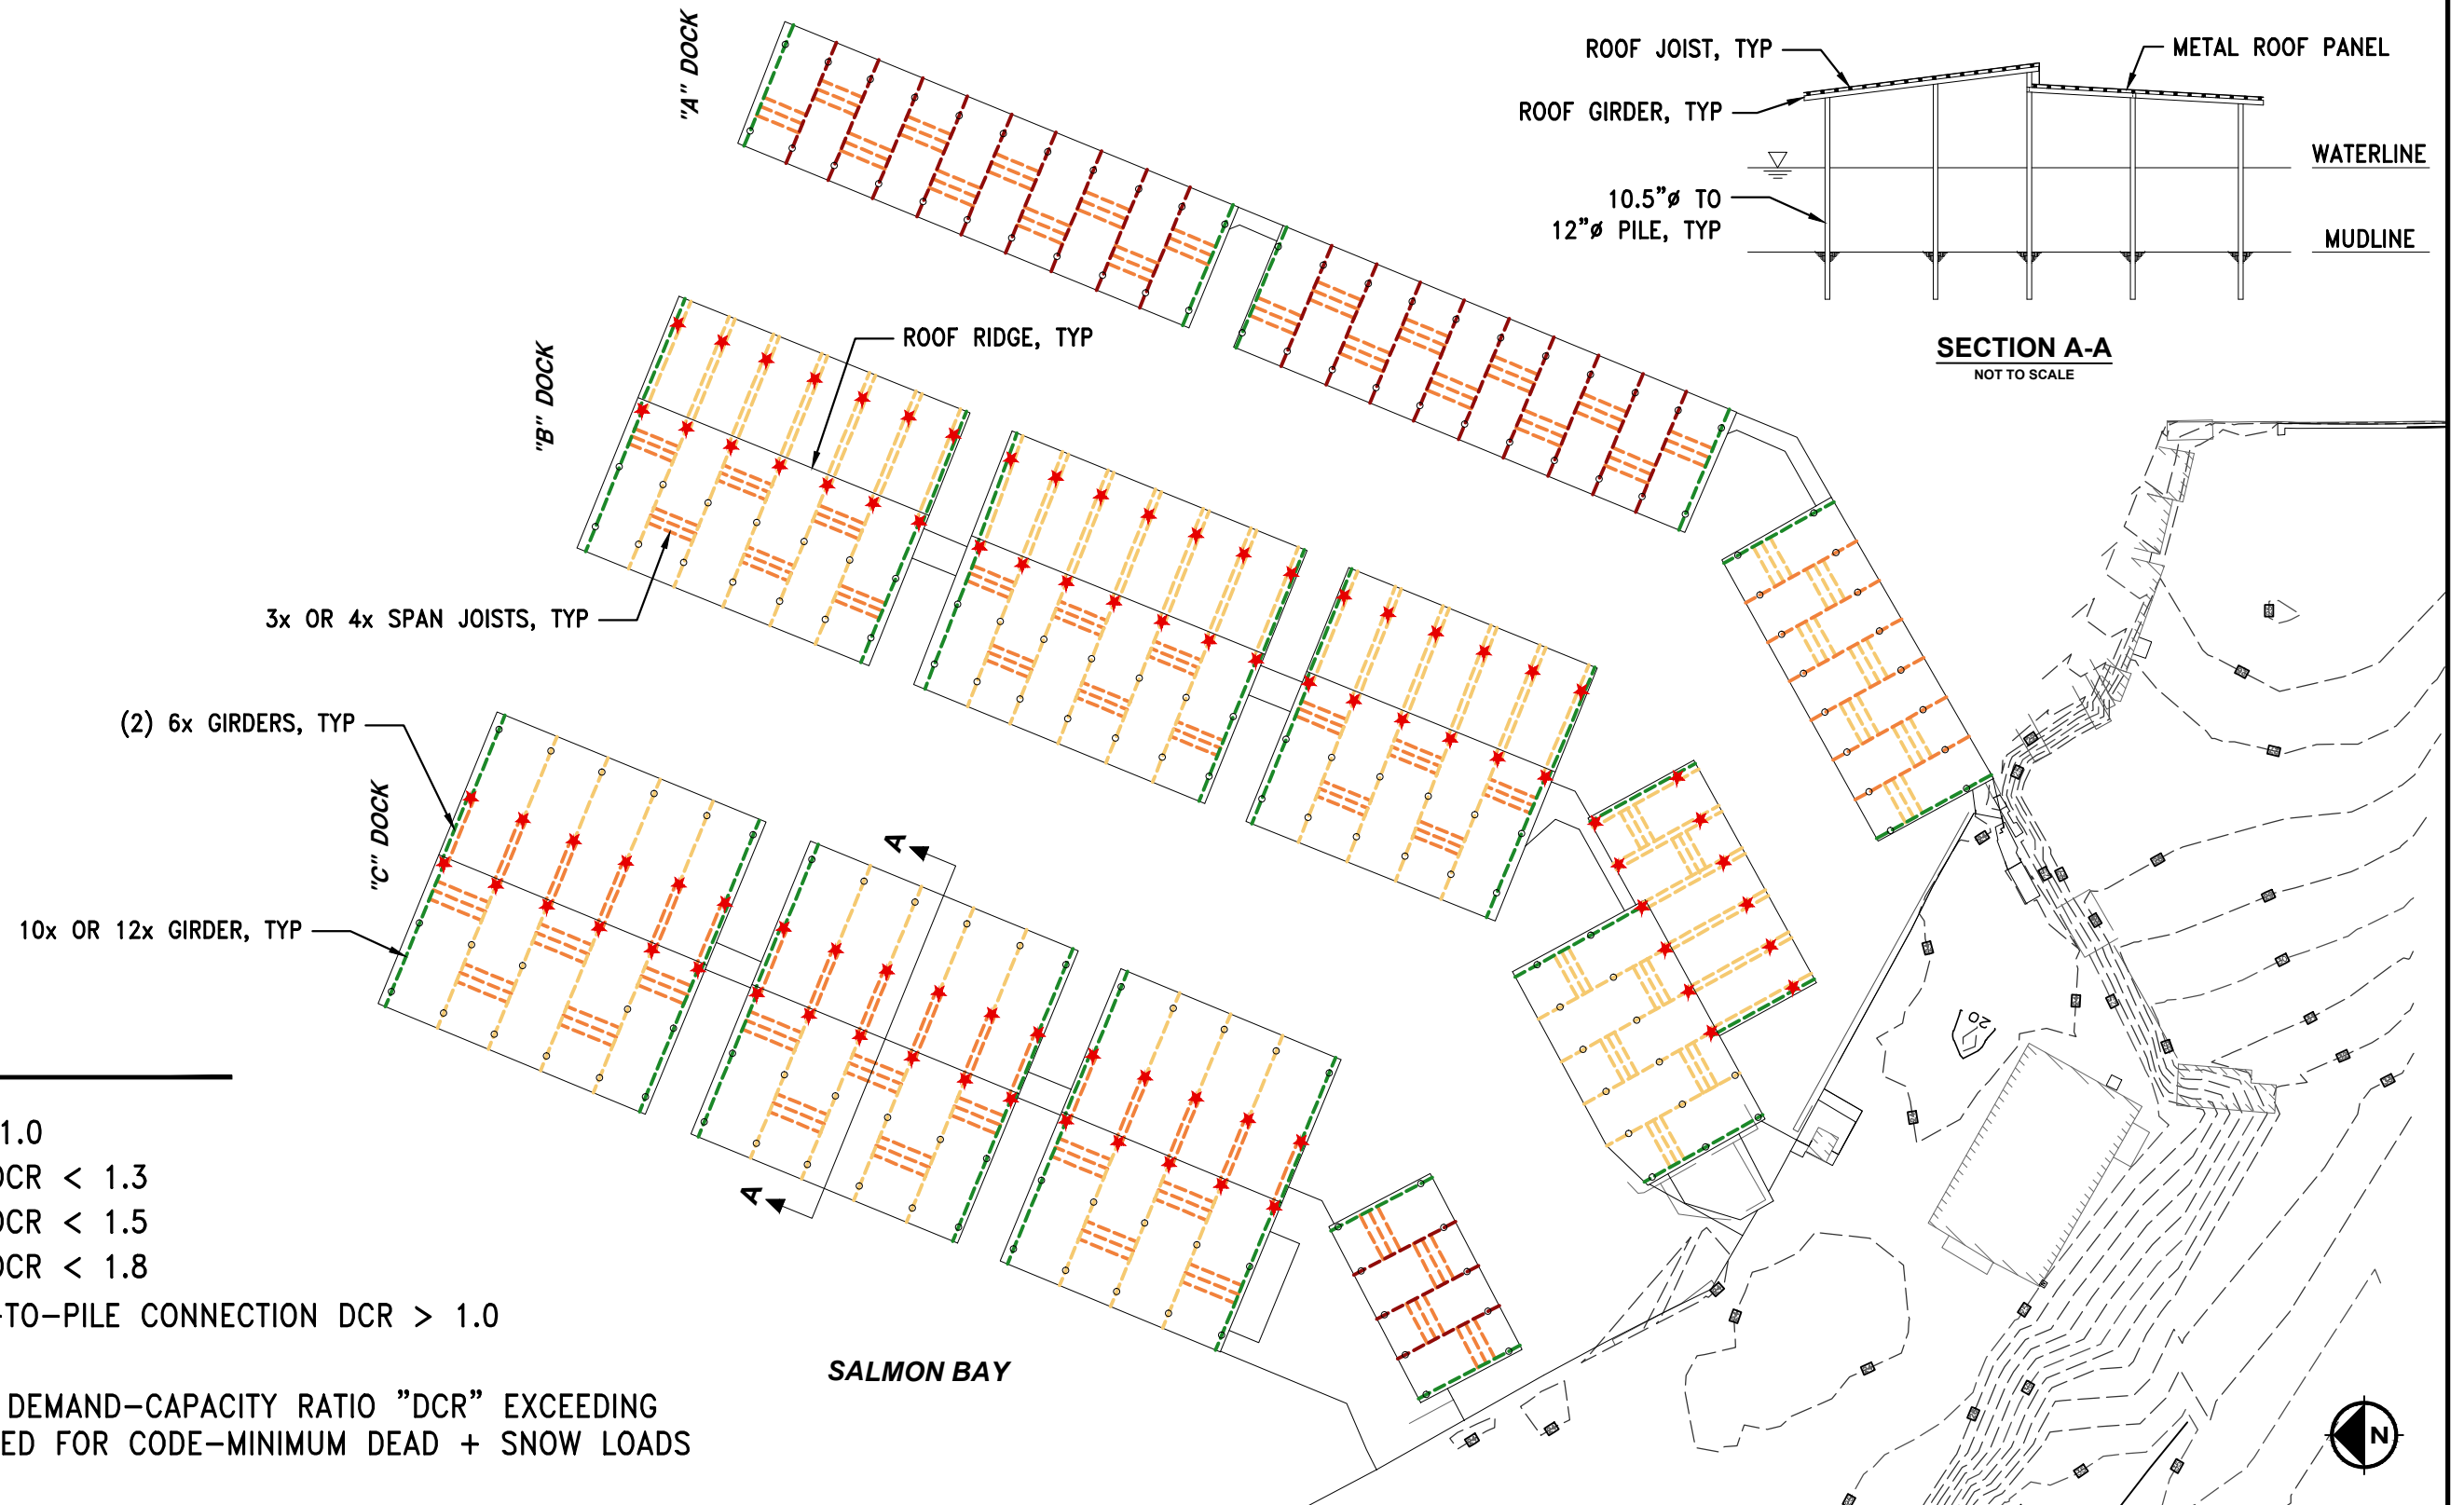 "A" DOCK
ROOF JOIST, TYP
METAL ROOF PANEL
ROOF GIRDER, TYP
WATERLINE
10.5"ø TO
12"ø PILE, TYP
MUDLINE
SECTION A-A
NOT TO SCALE
"B" DOCK
ROOF RIDGE, TYP
3x OR 4x SPAN JOISTS, TYP
(2) 6x GIRDERS, TYP
"C" DOCK
10x OR 12x GIRDER, TYP
A
A
20
1.0
DCR < 1.3
DCR < 1.5
DCR < 1.8
-TO-PILE CONNECTION DCR > 1.0
SALMON BAY
DEMAND-CAPACITY RATIO "DCR" EXCEEDING
ED FOR CODE-MINIMUM DEAD + SNOW LOADS
N